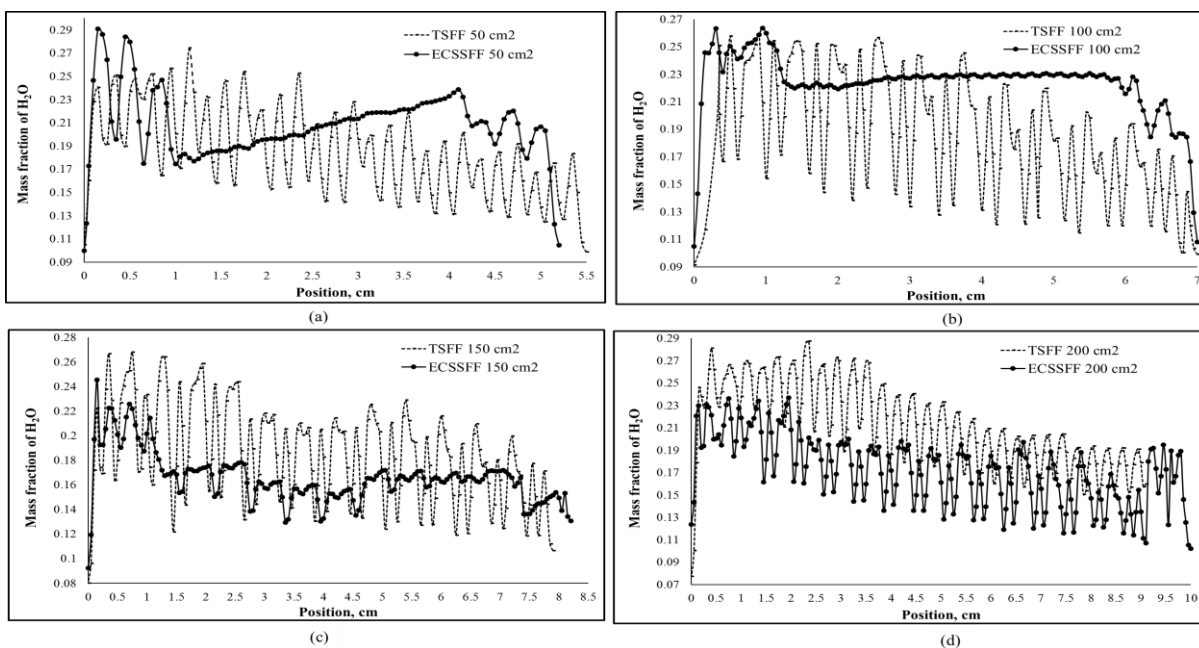 TSFF 50 cm2
ECSSFF 50 cm2
Mass fraction of H2O
0.29
0.27
0.25
0.23
0.21
0.19
0.17
0.15
0.13
0.11
0.09
0 0.5 1 1.5 2 2.5 3 3.5 4 4.5 5 5.5
Position, cm
(a)
TSFF 100 cm2
ECSSFF 100 cm2
Mass fraction of H2O
0.27
0.25
0.23
0.21
0.19
0.17
0.15
0.13
0.11
0.09
0 1 2 3 4 5 6 7
Position, cm
(b)
TSFF 150 cm2
ECSSFF 150 cm2
Mass fraction of H2O
0.28
0.26
0.24
0.22
0.2
0.18
0.16
0.14
0.12
0.1
0.08
0 0.5 1 1.5 2 2.5 3 3.5 4 4.5 5 5.5 6 6.5 7 7.5 8 8.5
Position, cm
(c)
TSFF 200 cm2
ECSSFF 200 cm2
Mass fraction of H2O
0.29
0.27
0.25
0.23
0.21
0.19
0.17
0.15
0.13
0.11
0.09
0.07
0 0.5 1 1.5 2 2.5 3 3.5 4 4.5 5 5.5 6 6.5 7 7.5 8 8.5 9 9.5 10
Position, cm
(d)